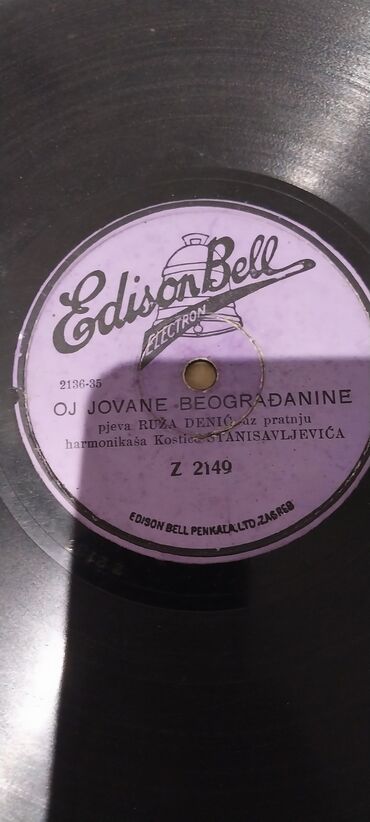 Edison Bell
ELECTRON
2136-35
OJ JOVANE BEOGRAĐANINE
pjeva RUŽA DENIĆ uz pratnju
harmonikaša Kostice STANISAVLJEVIĆA
Z 2149
EDISON BELL PENKALA, LTD, ZAGREB